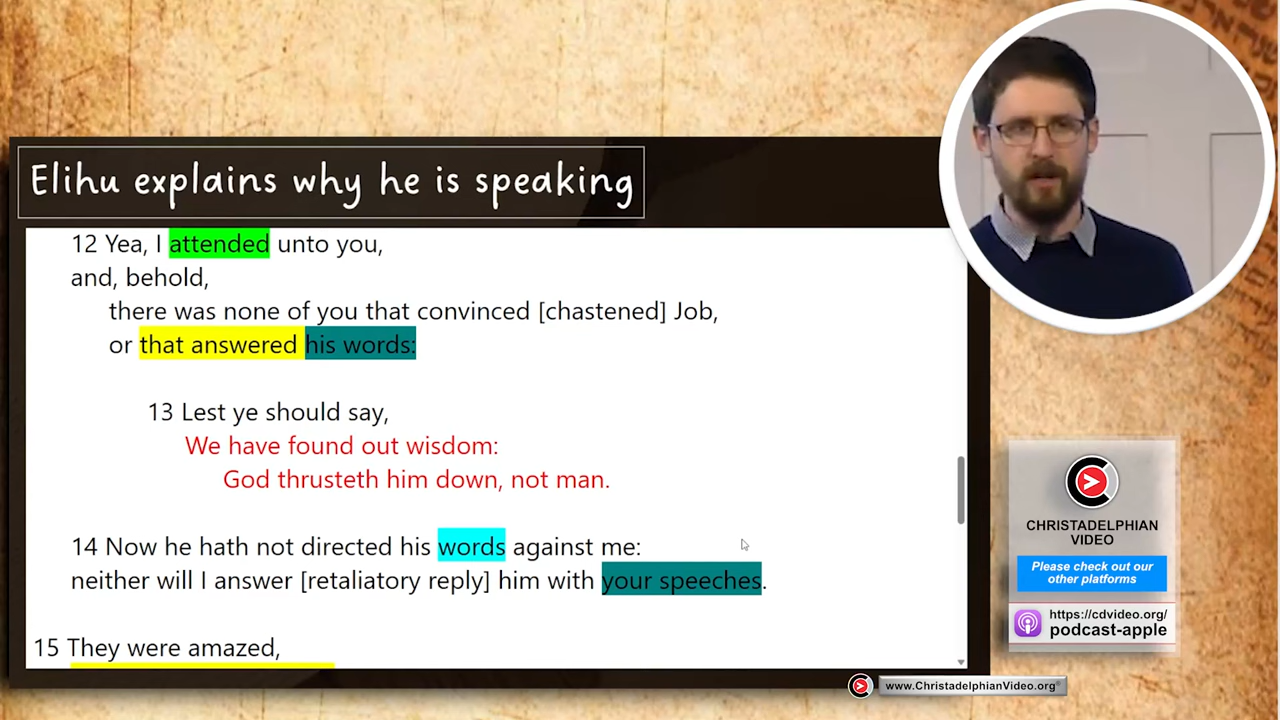 Elihu explains why he is speaking
12 Yea, I attended unto you,
and, behold,
there was none of you that convinced [chastened] Job,
or that answered his words:
13 Lest ye should say,
We have found out wisdom:
God thrusteth him down, not man.
14 Now he hath not directed his words against me:
neither will I answer [retaliatory reply] him with your speeches.
15 They were amazed,
CHRISTADELPHIAN
VIDEO
Please check out our
other platforms
https://cdvideo.org/
podcast-apple
www.ChristadelphianVideo.org